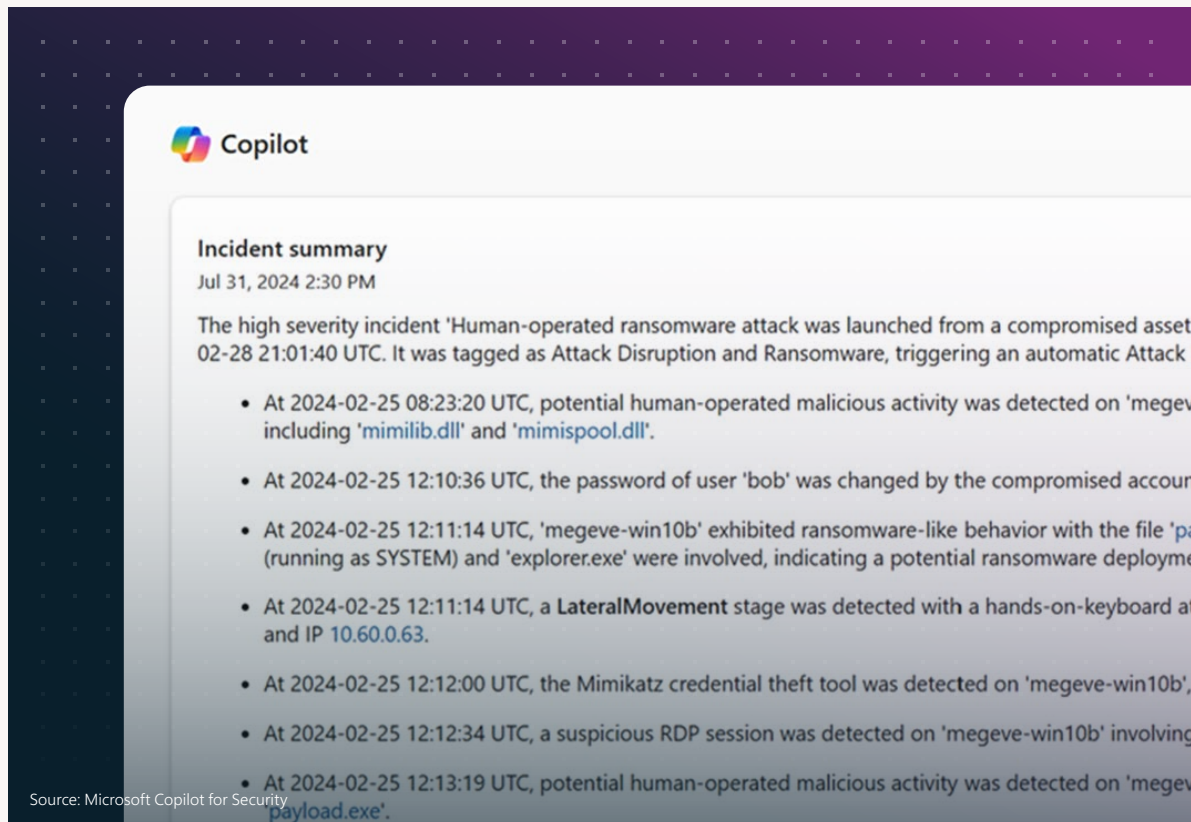 Copilot
Incident summary
Jul 31, 2024 2:30 PM
The high severity incident 'Human-operated ransomware attack was launched from a compromised asset
02-28 21:01:40 UTC. It was tagged as Attack Disruption and Ransomware, triggering an automatic Attack
• At 2024-02-25 08:23:20 UTC, potential human-operated malicious activity was detected on 'megev
including 'mimilib.dll' and 'mimispool.dll'.
• At 2024-02-25 12:10:36 UTC, the password of user 'bob' was changed by the compromised accoun
• At 2024-02-25 12:11:14 UTC, 'megeve-win10b' exhibited ransomware-like behavior with the file 'pa
(running as SYSTEM) and 'explorer.exe' were involved, indicating a potential ransomware deployme
• At 2024-02-25 12:11:14 UTC, a LateralMovement stage was detected with a hands-on-keyboard at
and IP 10.60.0.63.
• At 2024-02-25 12:12:00 UTC, the Mimikatz credential theft tool was detected on 'megeve-win10b',
• At 2024-02-25 12:12:34 UTC, a suspicious RDP session was detected on 'megeve-win10b' involving
• At 2024-02-25 12:13:19 UTC, potential human-operated malicious activity was detected on 'megev
'payload.exe'.
Source: Microsoft Copilot for Security